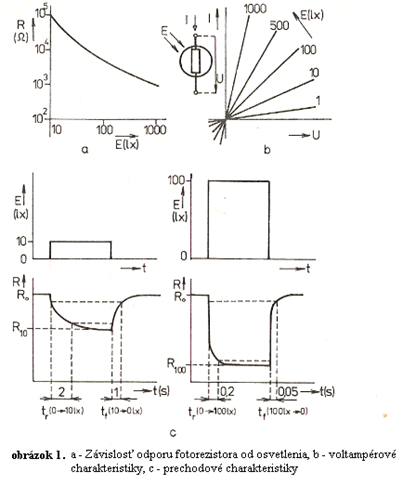 R
(Ω)
10⁵
10⁴
10³
10²
10
100
1000
E(lx)
a
E
I
U
I
1000
500
E(lx)
100
10
1
U
b
E
(lx)
10
0
t
100
E
(lx)
0
t
R
R₀
R₁₀
2
1
t(s)
tᵣ(0→10lx)
t_f(10→0lx)
R
R₀
R₁₀₀
0,2
0,05
t(s)
tᵣ(0→100lx)
t_f(100lx→0)
c
obrázok 1. a - Závislosť odporu fotorezistora od osvetlenia, b - voltampérové
charakteristiky, c - prechodové charakteristiky